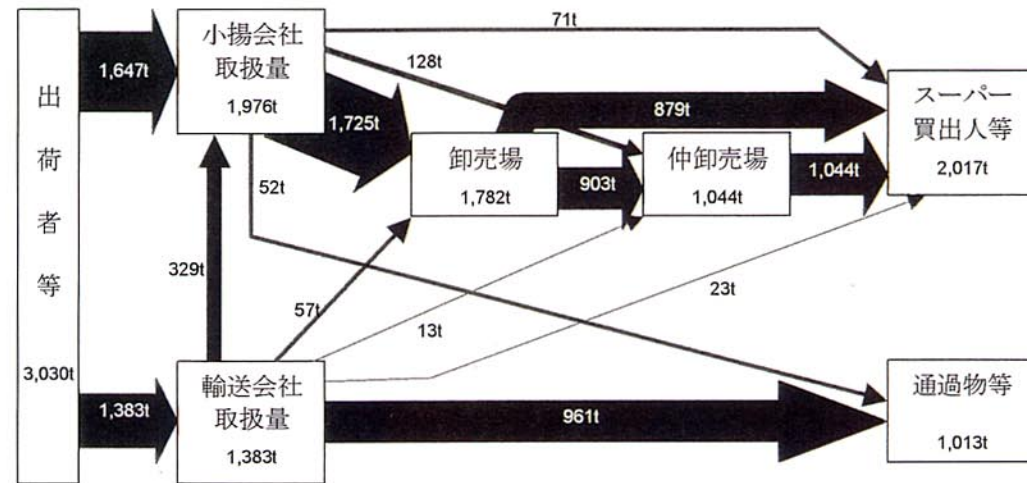 出荷者等
3,030t
1,647t
1,383t
小揚会社
取扱量
1,976t
輸送会社
取扱量
1,383t
71t
128t
1,725t
52t
329t
卸売場
1,782t
879t
903t
仲卸売場
1,044t
1,044t
スーパー
買出人等
2,017t
57t
13t
23t
961t
通過物等
1,013t